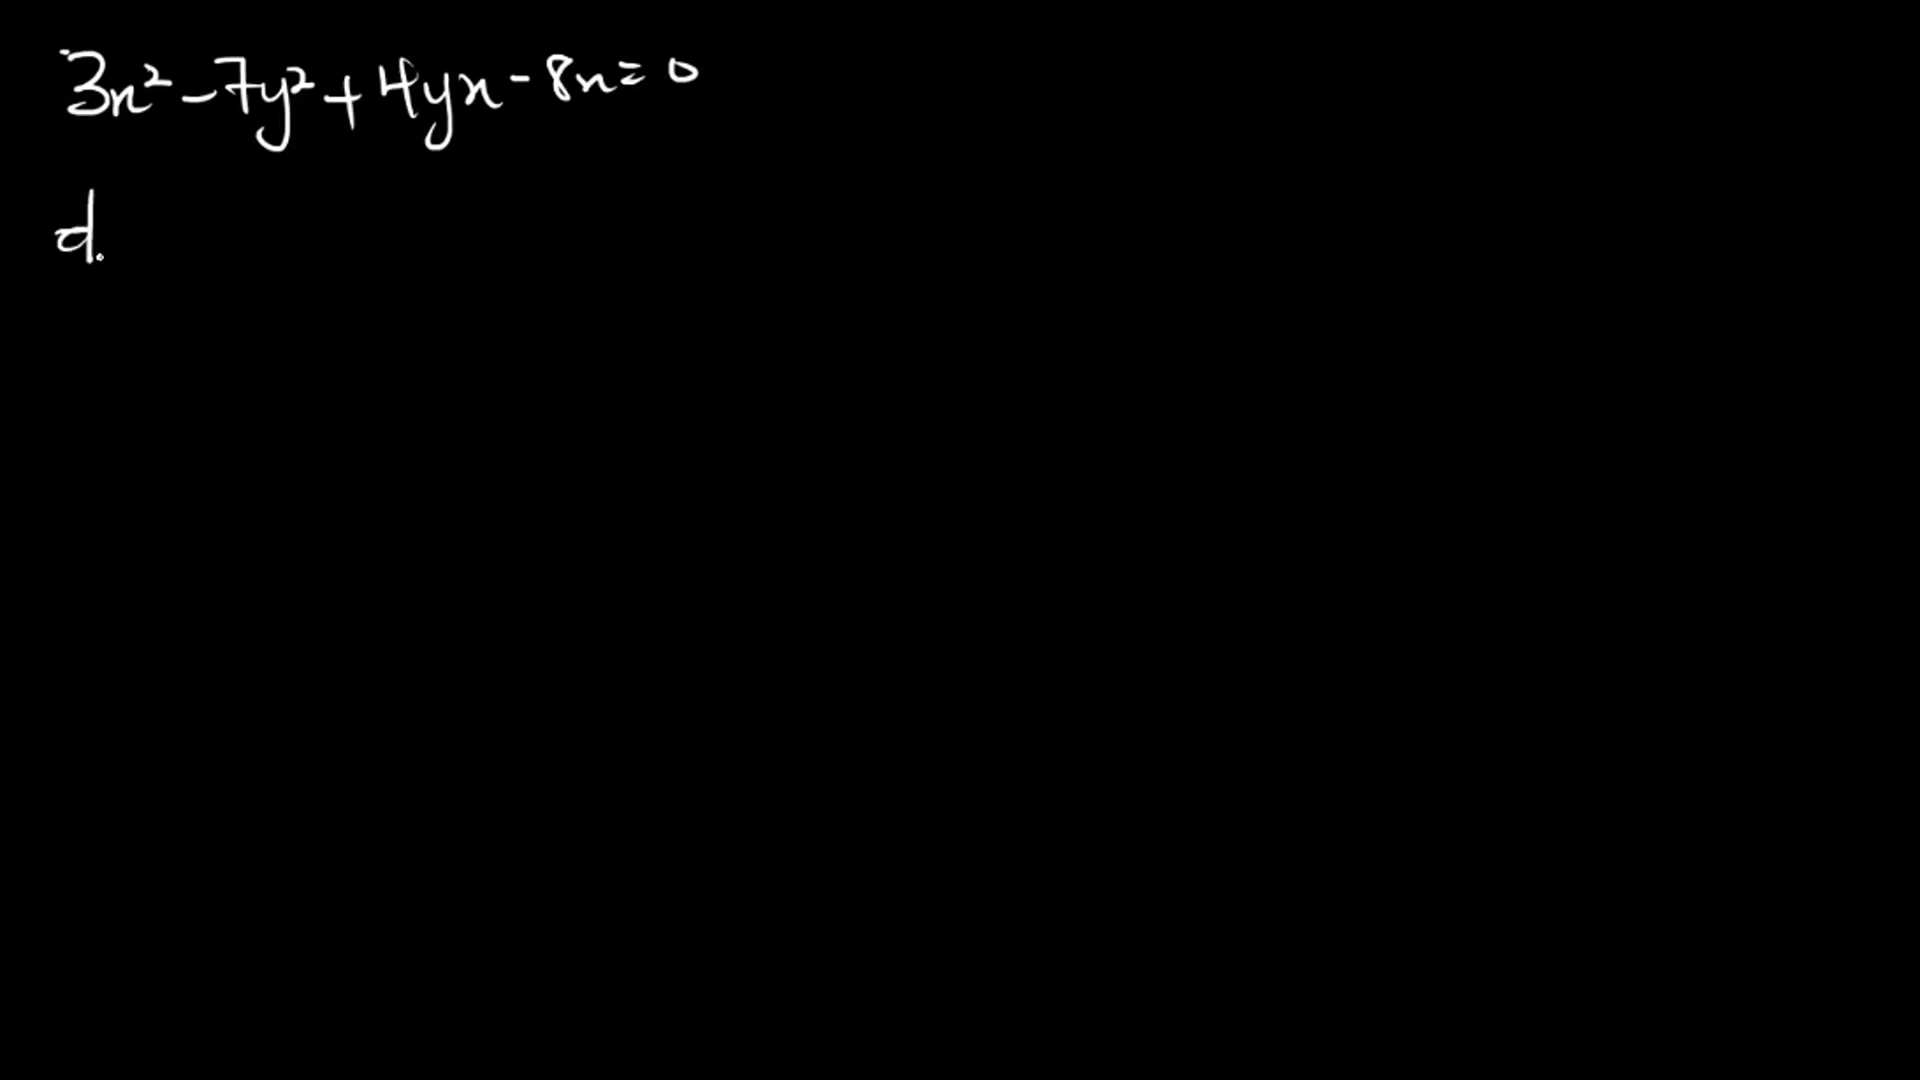 3x² - 7y² + 4yx - 8x = 0
d